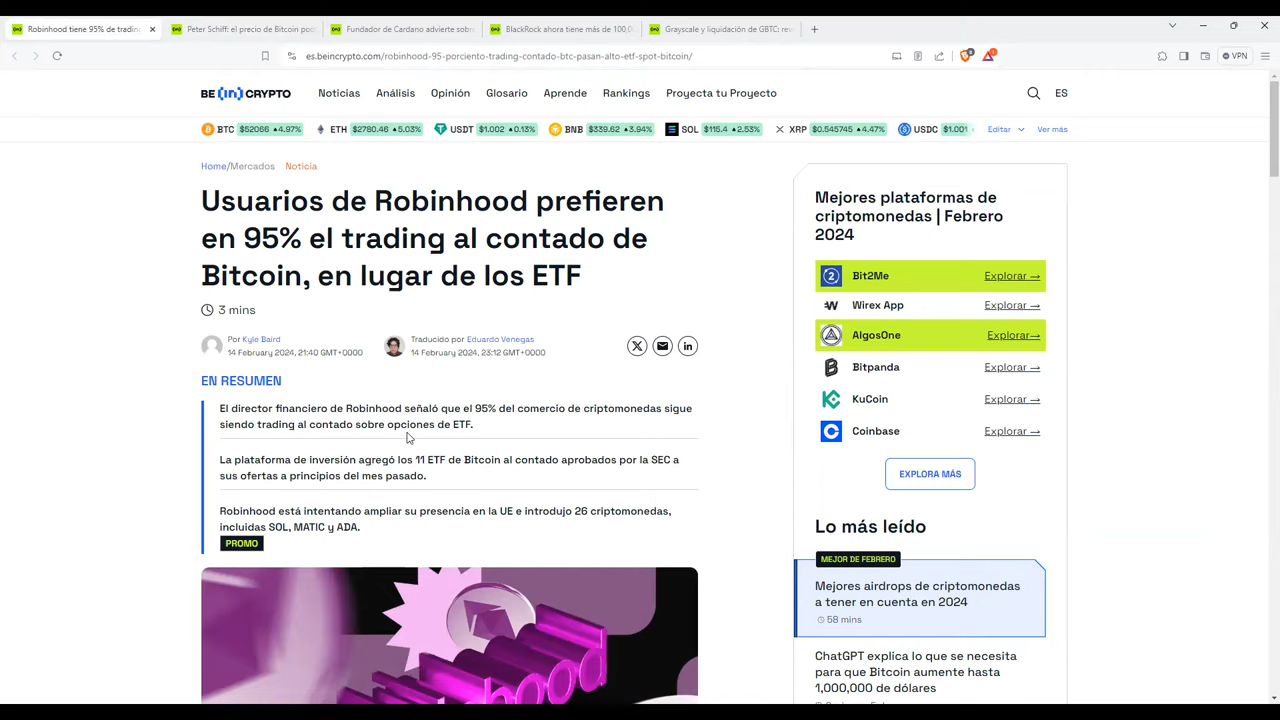 Robinhood tiene 95% de trading
Peter Schiff: el precio de Bitcoin pod
Fundador de Cardano advierte sobr
BlackRock ahora tiene más de 100,0
Grayscale y liquidación de GBTC: re
es.beincrypto.com/robinhood-95-porciento-trading-contado-btc-pasan-alto-etf-spot-bitcoin/
VPN
BE[IN]CRYPTO
Noticias
Análisis
Opinión
Glosario
Aprende
Rankings
Proyecta tu Proyecto
ES
BTC $52066 ▲4.97%
ETH $2780.46 ▲5.03%
USDT $1.002 ▲0.13%
BNB $339.62 ▲3.94%
SOL $115.4 ▲2.53%
XRP $0.545745 ▲4.47%
USDC $1.001
Editar
Ver más
Home/Mercados Noticia
Usuarios de Robinhood prefieren
en 95% el trading al contado de
Bitcoin, en lugar de los ETF
3 mins
Por Kyle Baird
14 February 2024, 21:40 GMT+0000
Traducido por Eduardo Venegas
14 February 2024, 23:12 GMT+0000
EN RESUMEN
El director financiero de Robinhood señaló que el 95% del comercio de criptomonedas sigue
siendo trading al contado sobre opciones de ETF.
La plataforma de inversión agregó los 11 ETF de Bitcoin al contado aprobados por la SEC a
sus ofertas a principios del mes pasado.
Robinhood está intentando ampliar su presencia en la UE e introdujo 26 criptomonedas,
incluidas SOL, MATIC y ADA.
PROMO
hood
Mejores plataformas de
criptomonedas | Febrero
2024
Bit2Me Explorar →
Wirex App Explorar →
AlgosOne Explorar→
Bitpanda Explorar →
KuCoin Explorar →
Coinbase Explorar →
EXPLORA MÁS
Lo más leído
MEJOR DE FEBRERO
Mejores airdrops de criptomonedas
a tener en cuenta en 2024
58 mins
ChatGPT explica lo que se necesita
para que Bitcoin aumente hasta
1,000,000 de dólares